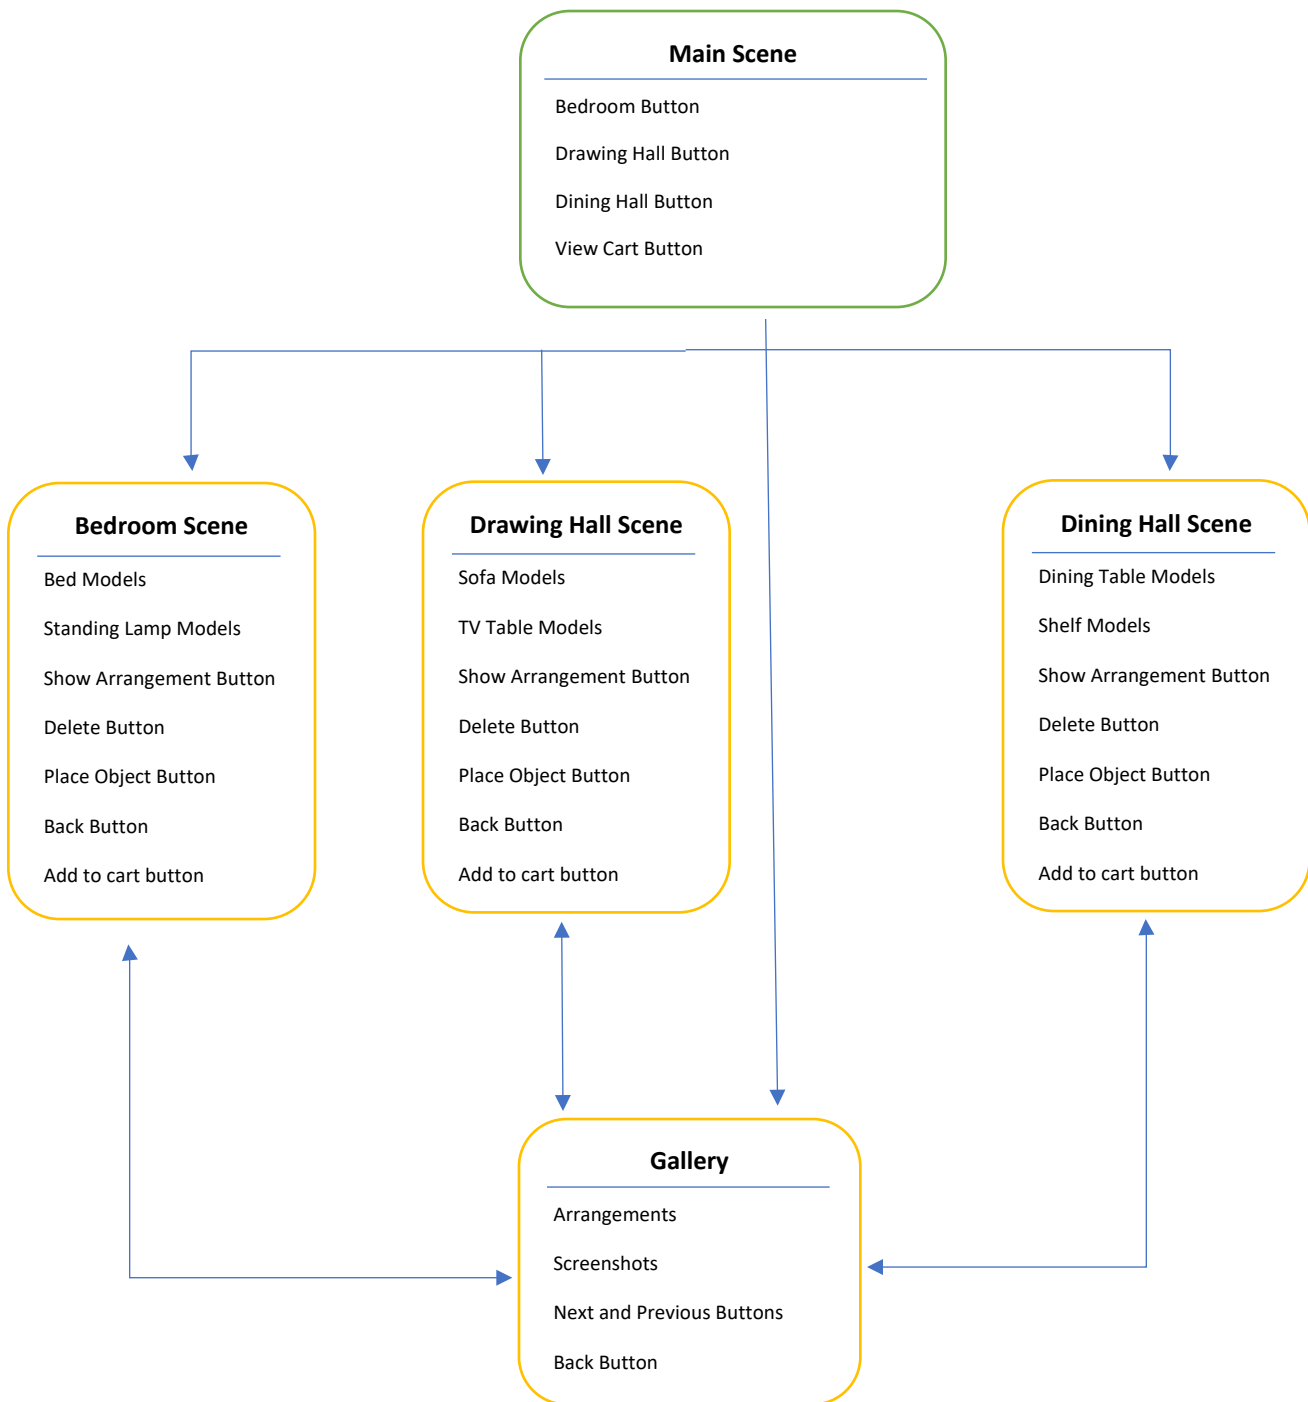 Main Scene
Bedroom Button
Drawing Hall Button
Dining Hall Button
View Cart Button
Bedroom Scene
Bed Models
Standing Lamp Models
Show Arrangement Button
Delete Button
Place Object Button
Back Button
Add to cart button
Drawing Hall Scene
Sofa Models
TV Table Models
Show Arrangement Button
Delete Button
Place Object Button
Back Button
Add to cart button
Dining Hall Scene
Dining Table Models
Shelf Models
Show Arrangement Button
Delete Button
Place Object Button
Back Button
Add to cart button
Gallery
Arrangements
Screenshots
Next and Previous Buttons
Back Button